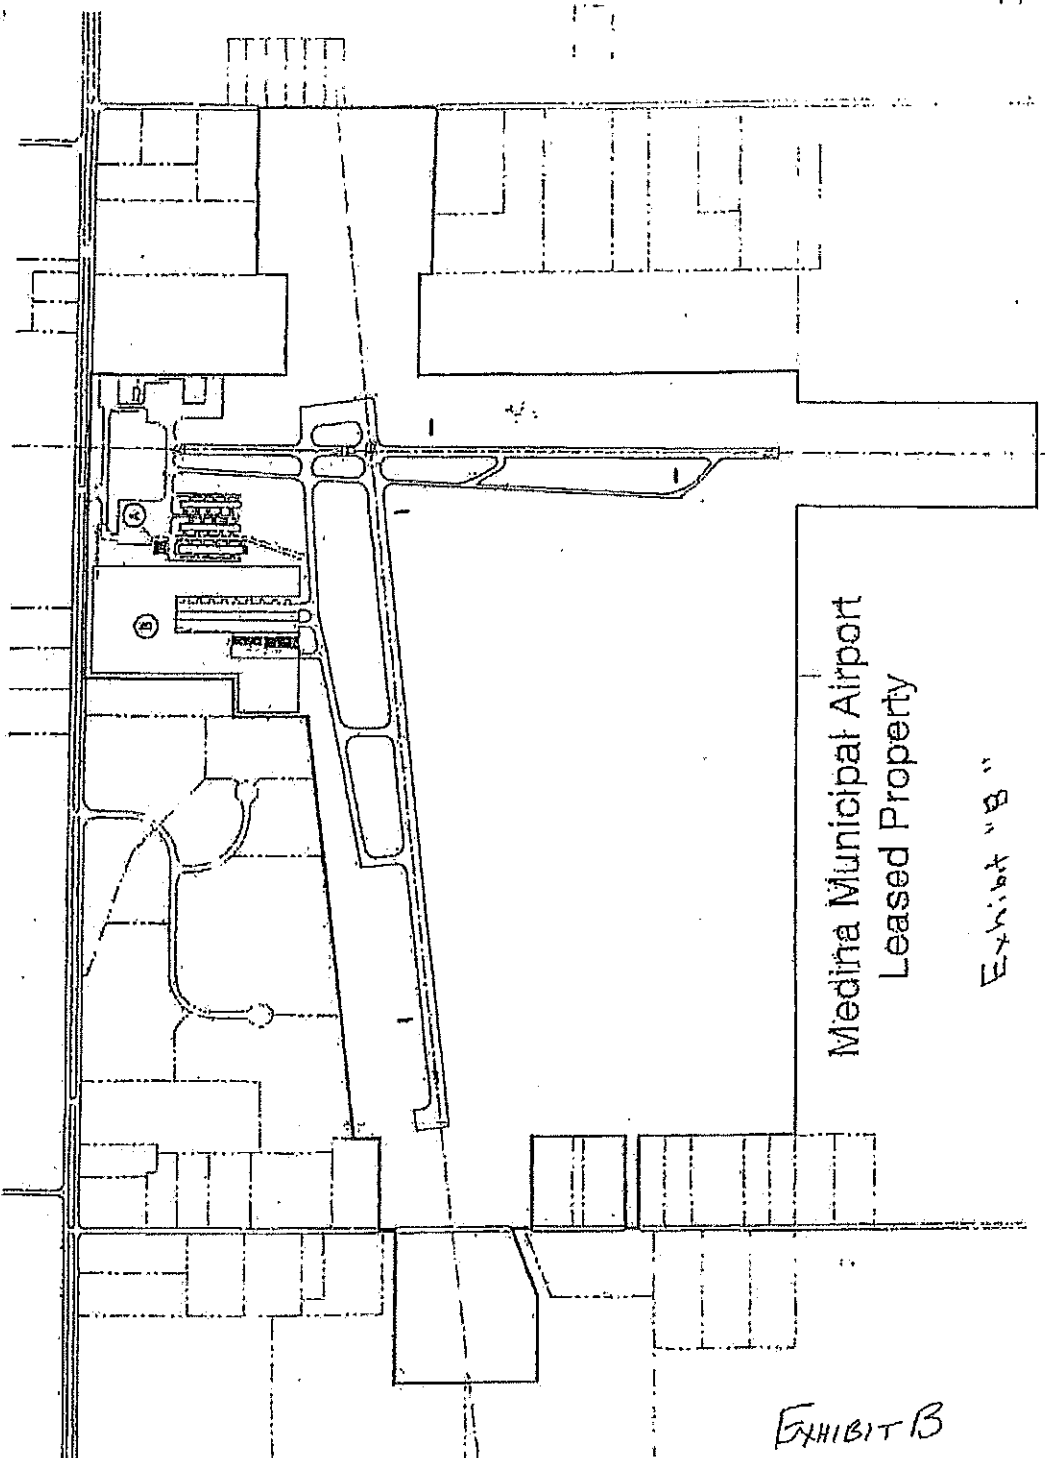 A
B
Medina Municipal Airport
Leased Property
Exhibit "B"
EXHIBIT B